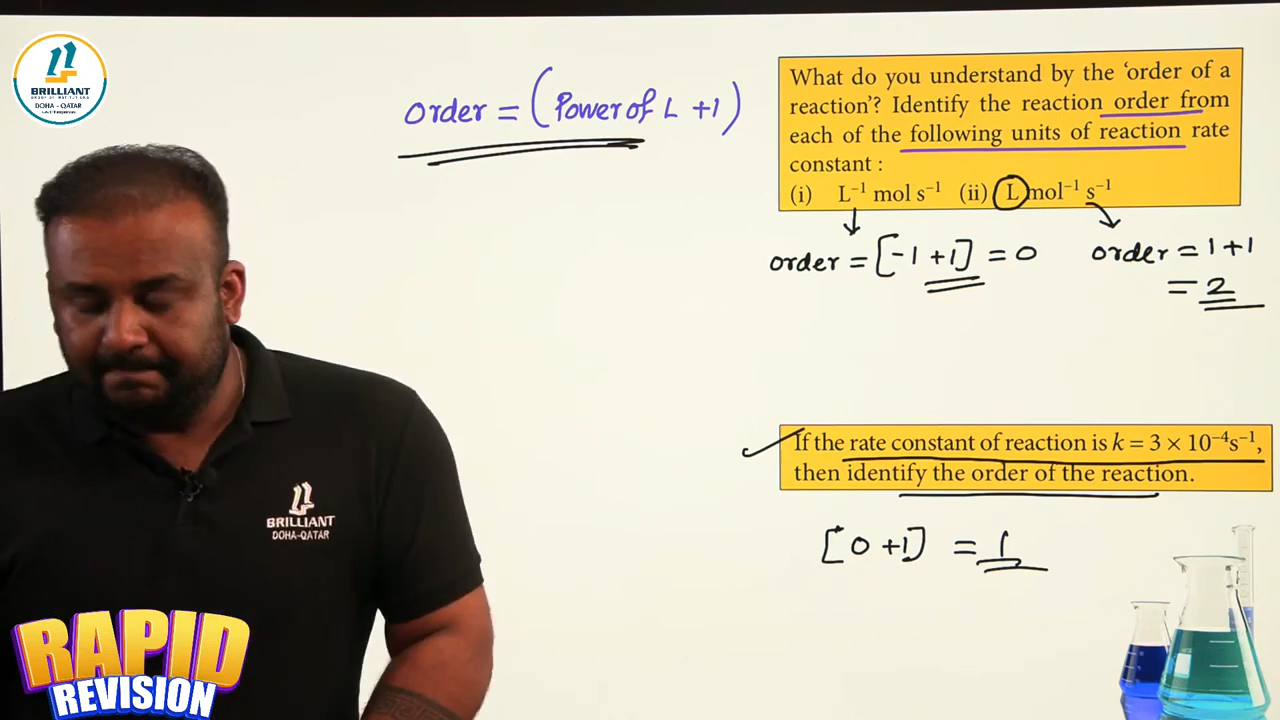 BRILLIANT
DOHA - QATAR
order = (Power of L +1)
What do you understand by the ‘order of a
reaction’? Identify the reaction order from
each of the following units of reaction rate
constant :
(i) L⁻¹ mol s⁻¹ (ii) L mol⁻¹ s⁻¹
order = [-1 +1] = 0
order = 1+1
= 2
If the rate constant of reaction is k = 3 × 10⁻⁴s⁻¹,
then identify the order of the reaction.
[0 +1] = 1
BRILLIANT
DOHA-QATAR
RAPID
REVISION